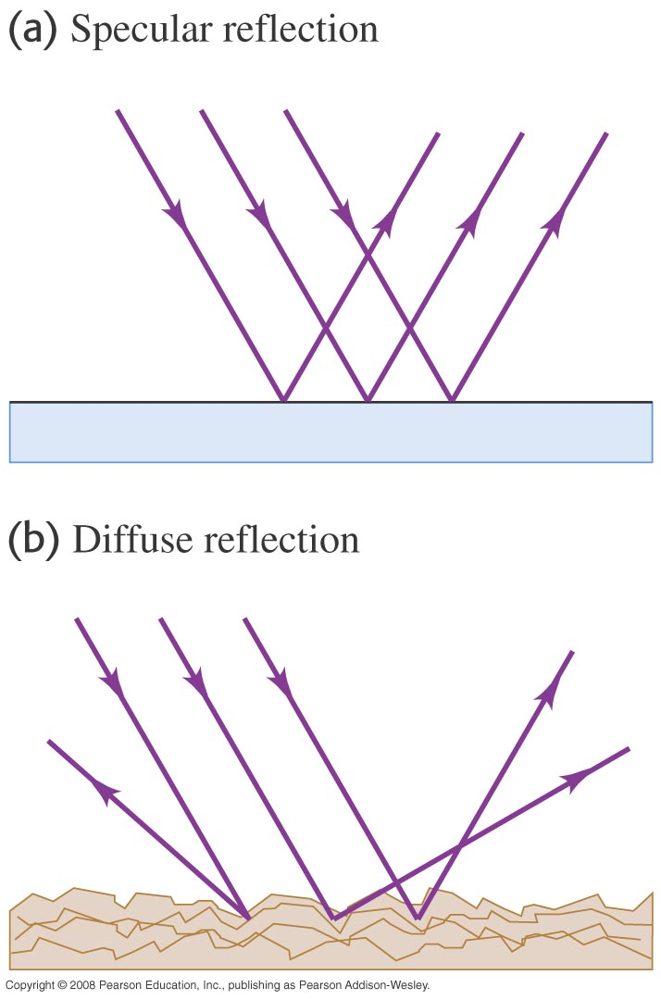 (a) Specular reflection
(b) Diffuse reflection
Copyright © 2008 Pearson Education, Inc., publishing as Pearson Addison-Wesley.